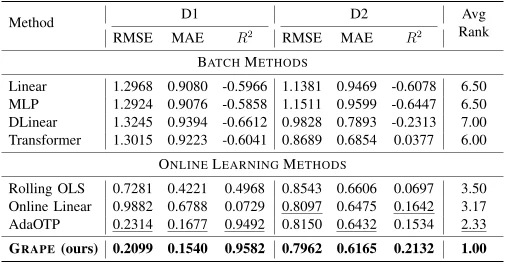 Method D1 D2 Avg Rank
RMSE MAE R² RMSE MAE R²
BATCH METHODS
Linear 1.2968 0.9080 -0.5966 1.1381 0.9469 -0.6078 6.50
MLP 1.2924 0.9076 -0.5858 1.1511 0.9599 -0.6447 6.50
DLinear 1.3245 0.9394 -0.6612 0.9828 0.7893 -0.2313 7.00
Transformer 1.3015 0.9223 -0.6041 0.8689 0.6854 0.0377 6.00
ONLINE LEARNING METHODS
Rolling OLS 0.7281 0.4221 0.4968 0.8543 0.6606 0.0697 3.50
Online Linear 0.9882 0.6788 0.0729 0.8097 0.6475 0.1642 3.17
AdaOTP 0.2314 0.1677 0.9492 0.8150 0.6432 0.1534 2.33
GRAPE (ours) 0.2099 0.1540 0.9582 0.7962 0.6165 0.2132 1.00